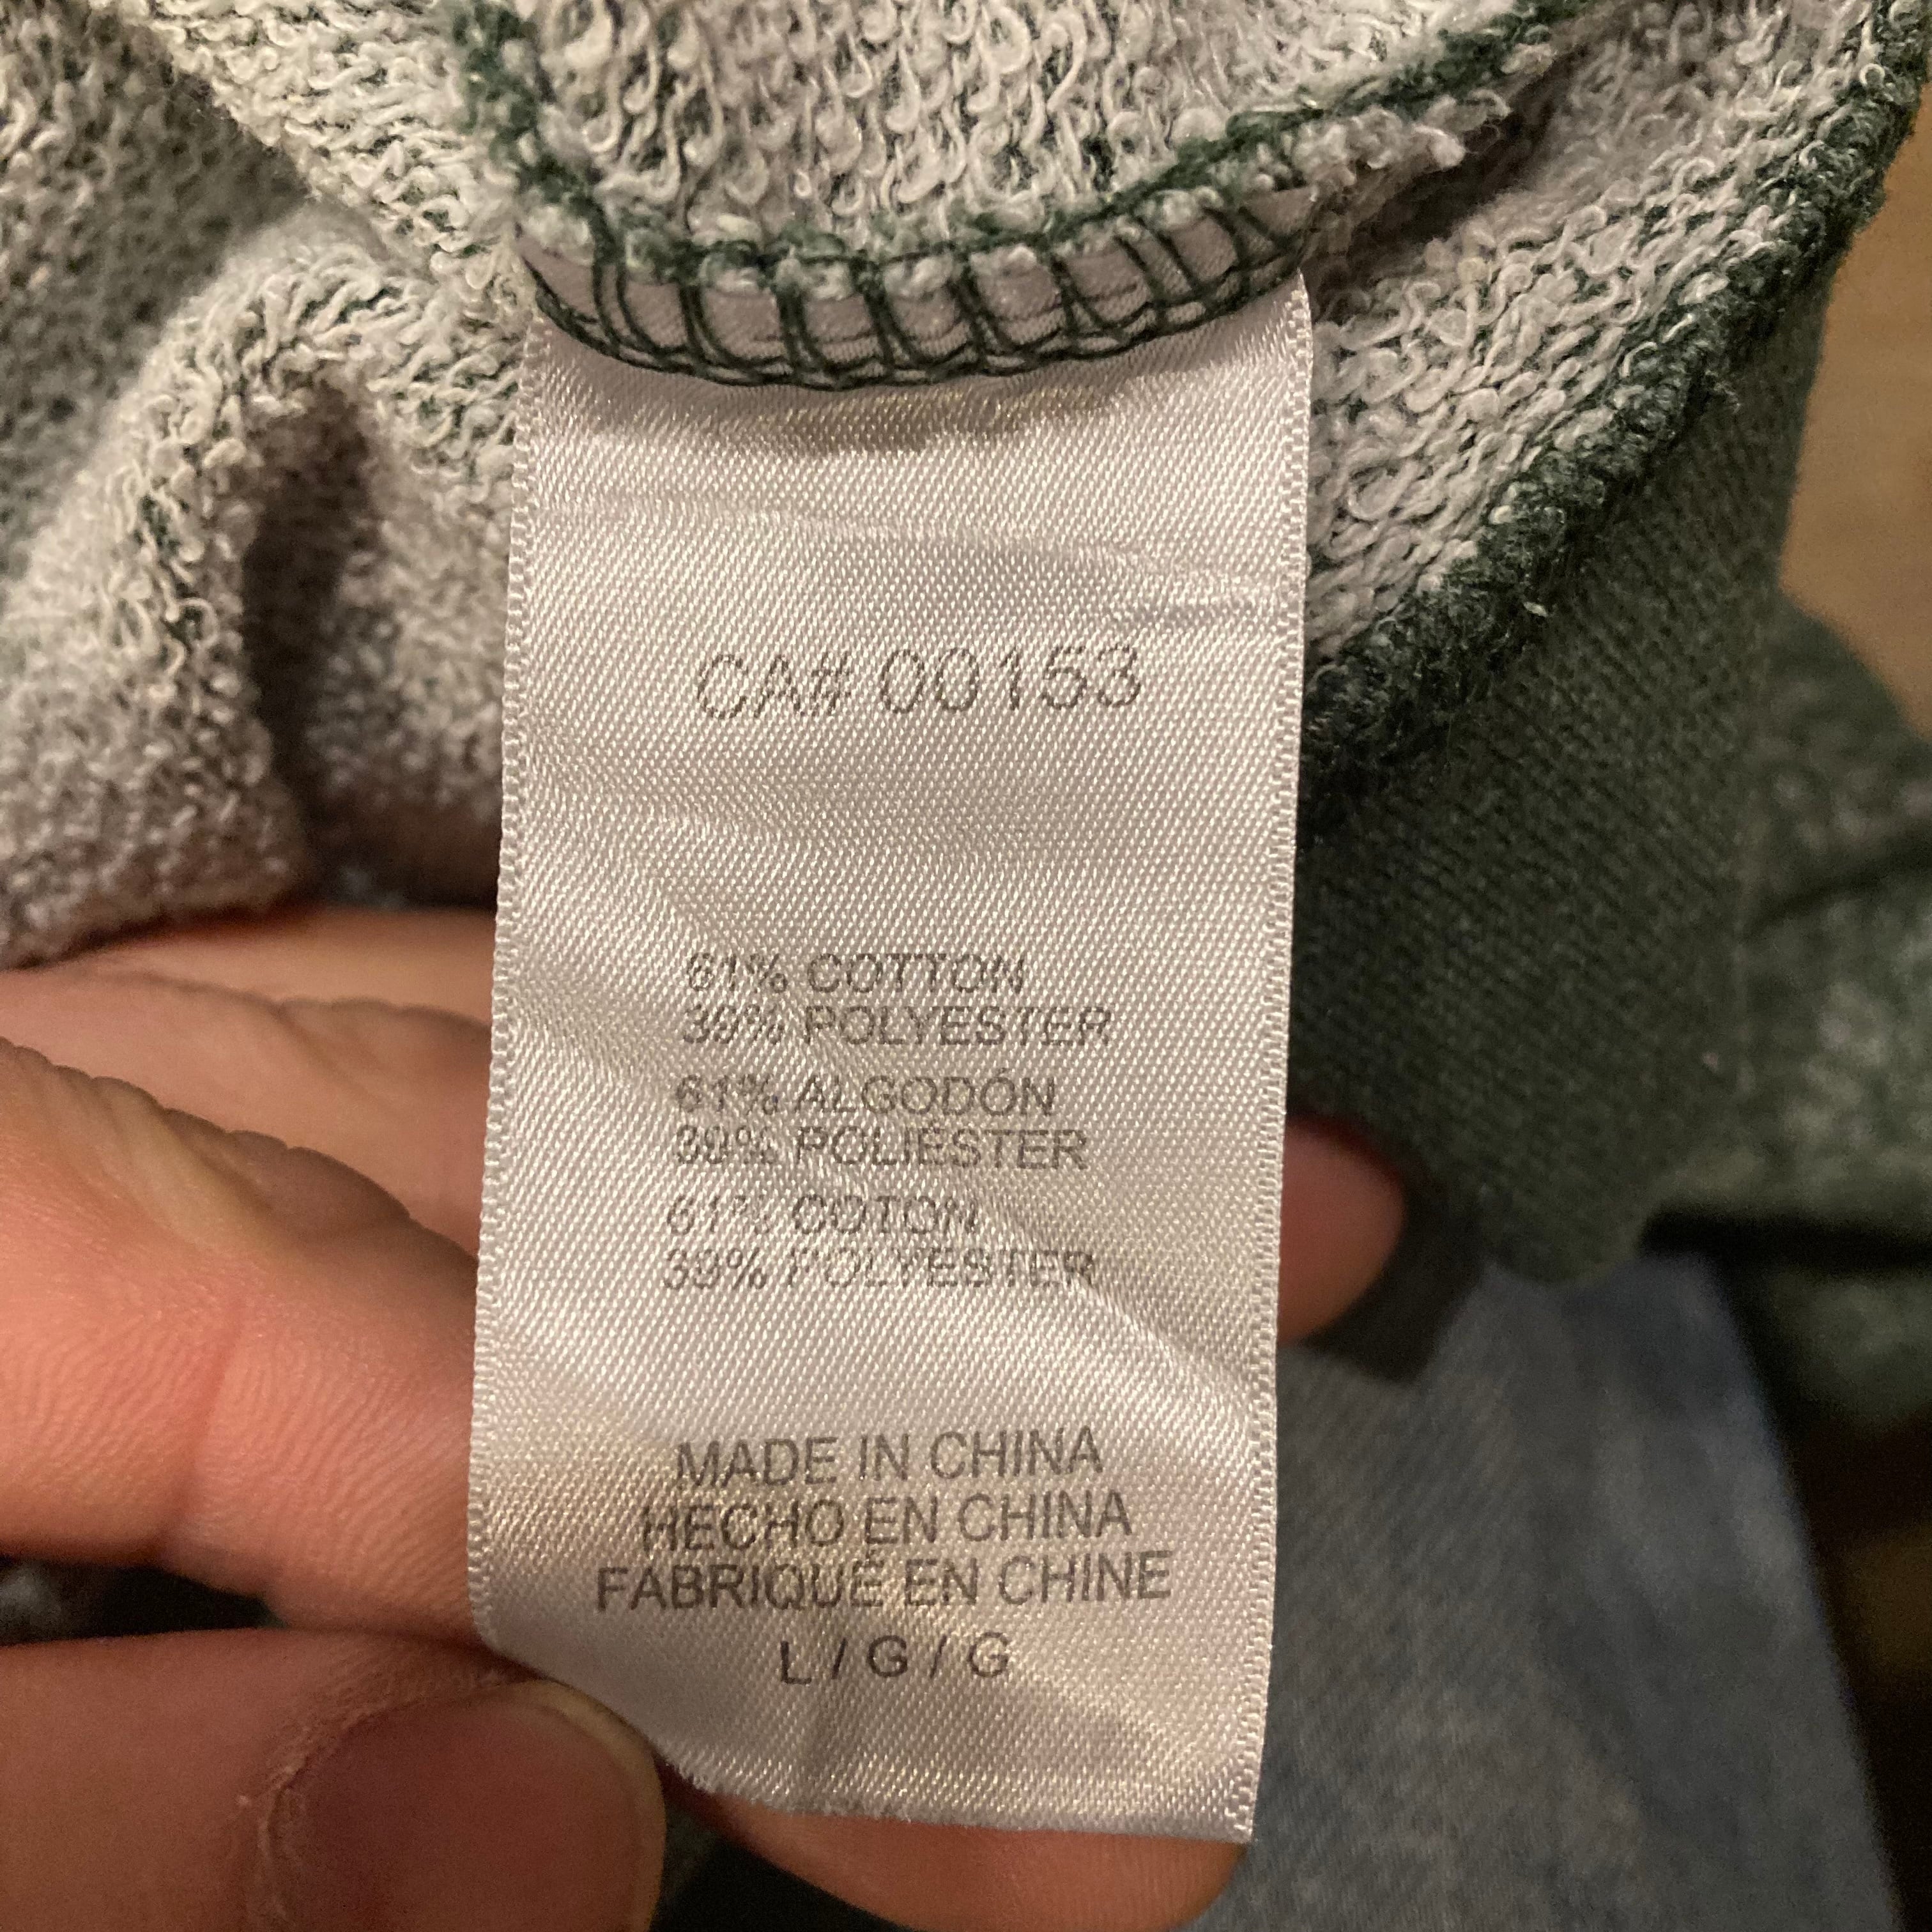 CA# 00153
61% COTTON
39% POLYESTER
61% ALGODÓN
39% POLIÉSTER
61% COTON
39% POLYESTER
MADE IN CHINA
HECHO EN CHINA
FABRIQUÉ EN CHINE
L / G / G